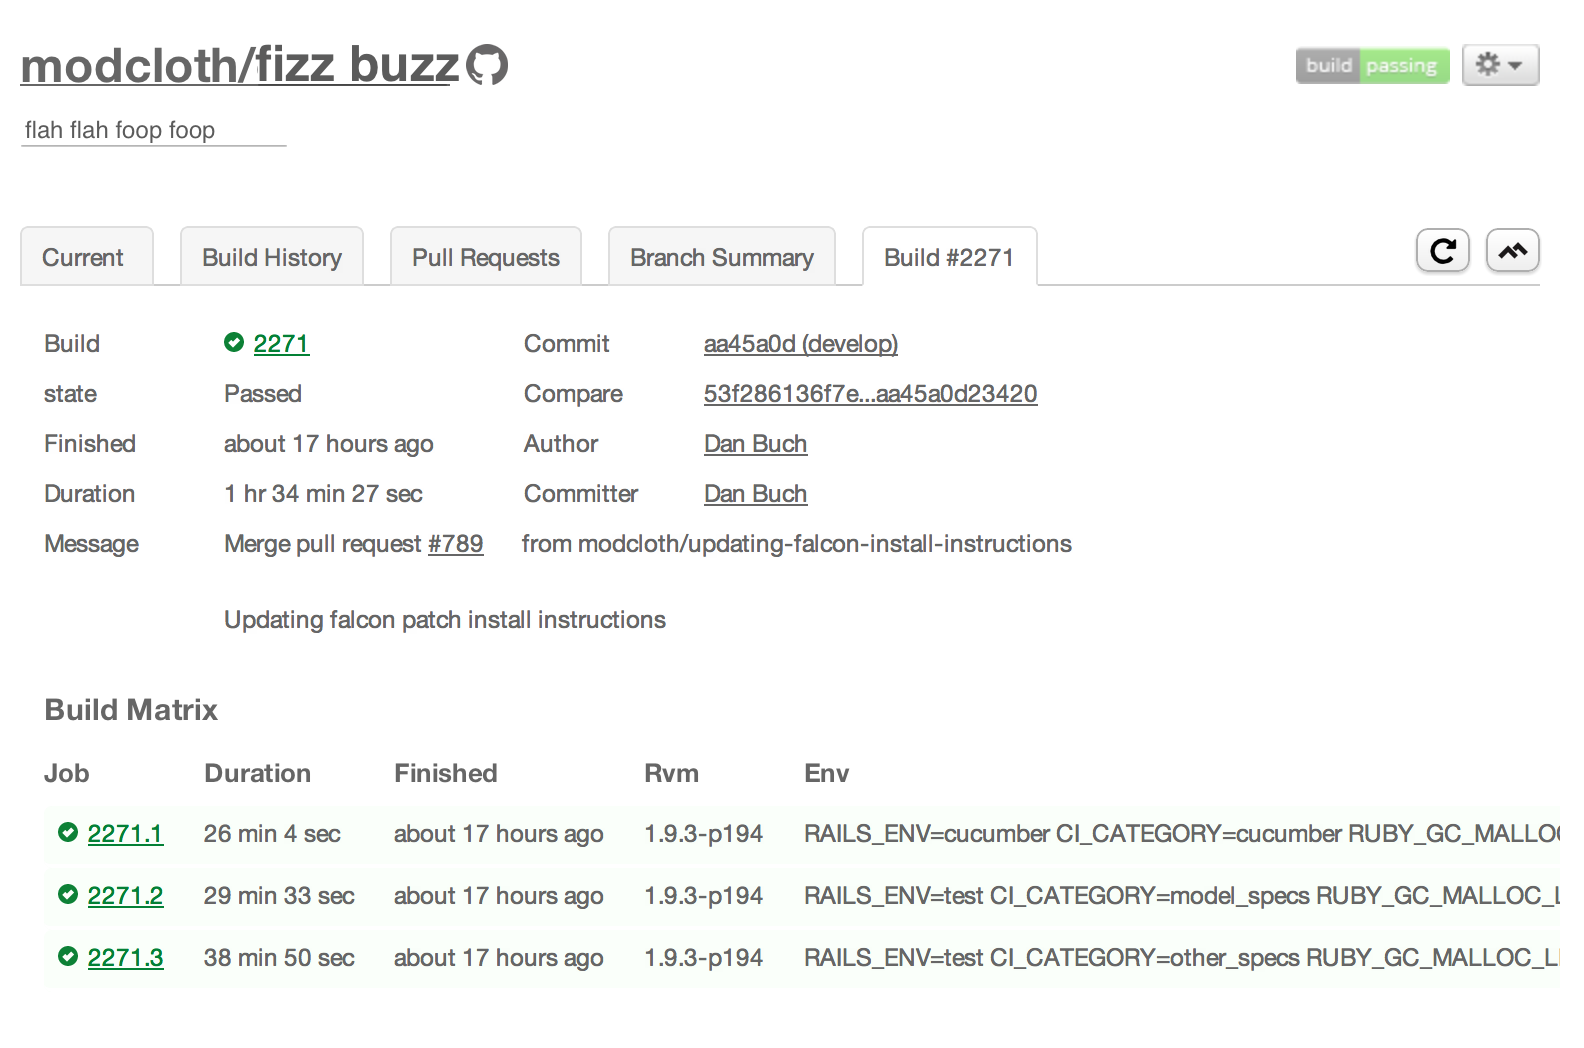 modcloth/fizz buzz
build passing
flah flah foop foop
Current Build History Pull Requests Branch Summary Build #2271
Build 2271 Commit aa45a0d (develop)
state Passed Compare 53f286136f7e...aa45a0d23420
Finished about 17 hours ago Author Dan Buch
Duration 1 hr 34 min 27 sec Committer Dan Buch
Message Merge pull request #789 from modcloth/updating-falcon-install-instructions
Updating falcon patch install instructions
Build Matrix
Job Duration Finished Rvm Env
2271.1 26 min 4 sec about 17 hours ago 1.9.3-p194 RAILS_ENV=cucumber CI_CATEGORY=cucumber RUBY_GC_MALLOC
2271.2 29 min 33 sec about 17 hours ago 1.9.3-p194 RAILS_ENV=test CI_CATEGORY=model_specs RUBY_GC_MALLOC_L
2271.3 38 min 50 sec about 17 hours ago 1.9.3-p194 RAILS_ENV=test CI_CATEGORY=other_specs RUBY_GC_MALLOC_LI